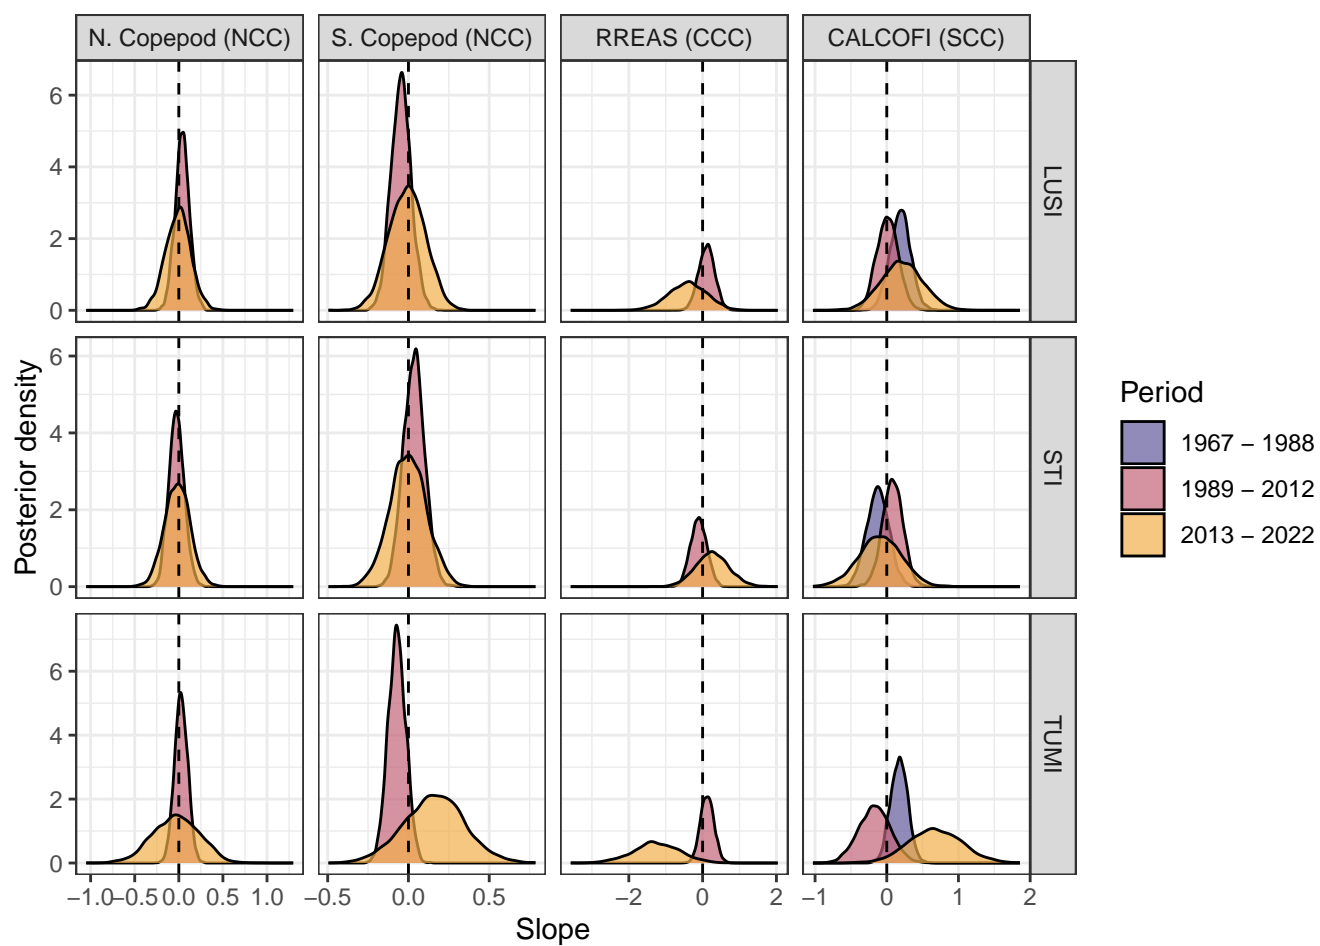 N. Copepod (NCC)
S. Copepod (NCC)
RREAS (CCC)
CALCOFI (SCC)
6
4
2
0
LUSI
6
4
2
0
STI
6
4
2
0
TUMI
Posterior density
−1.0 −0.5 0.0 0.5 1.0
−0.5 0.0 0.5
−2 0 2
−1 0 1 2
Slope
Period
1967 − 1988
1989 − 2012
2013 − 2022